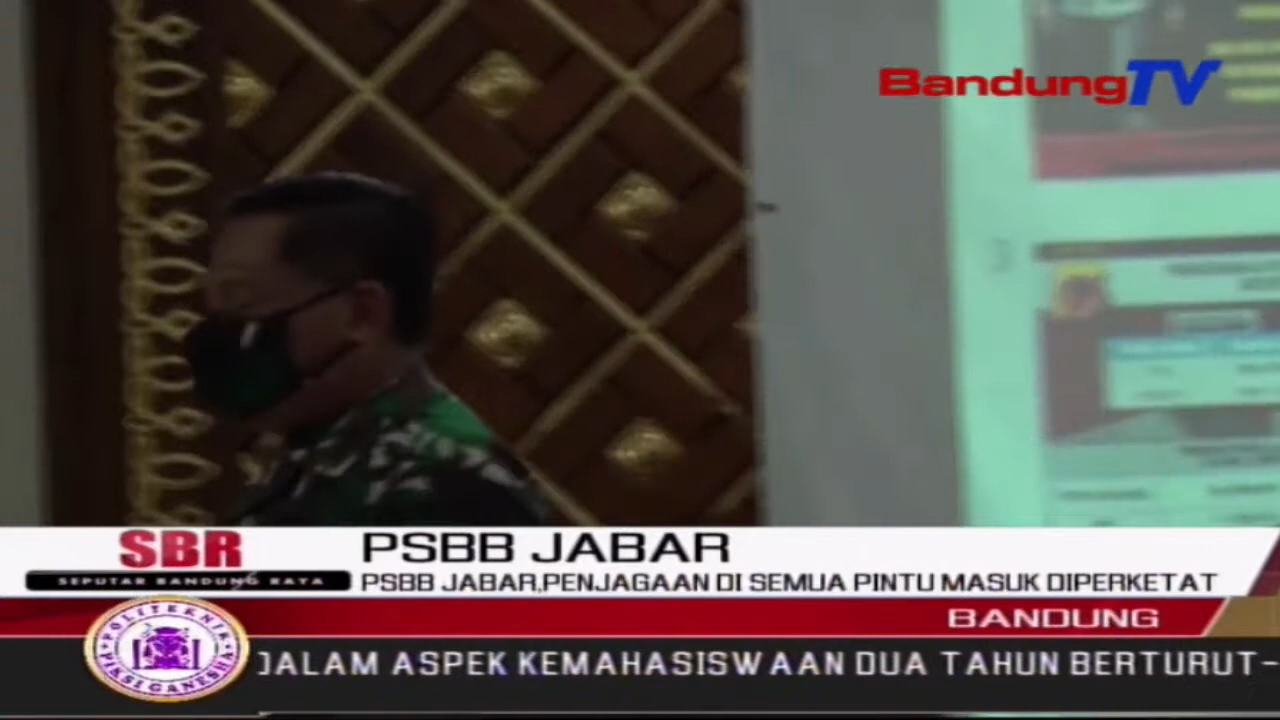 BandungTV
SBR
SEPUTAR BANDUNG RAYA
PSBB JABAR
PSBB JABAR,PENJAGAAN DI SEMUA PINTU MASUK DIPERKETAT
BANDUNG
POLITEKNIK
PIKSI GANESHA
DALAM ASPEK KEMAHASISWAAN DUA TAHUN BERTURUT-